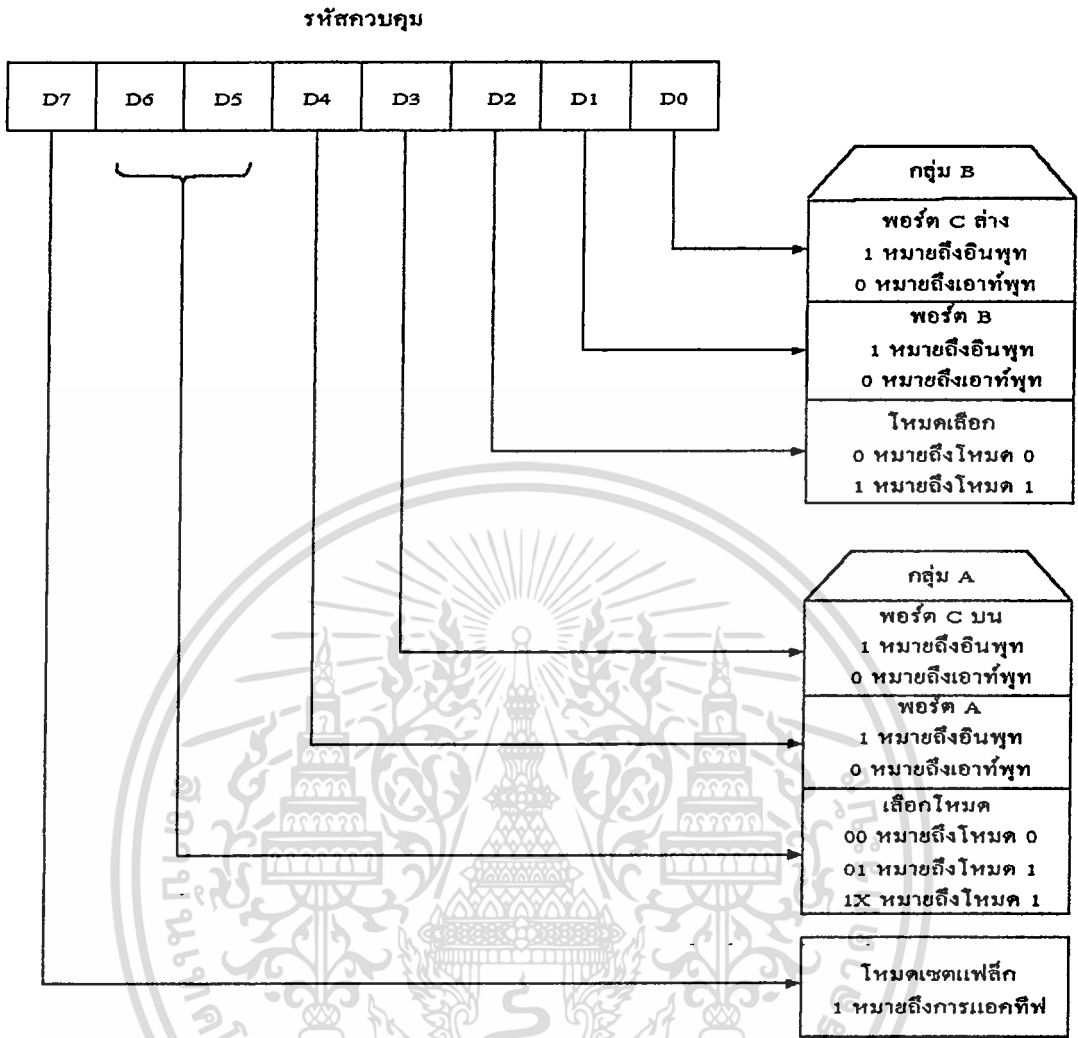 รหัสควบคุม
D7 D6 D5 D4 D3 D2 D1 D0
กลุ่ม B
พอร์ต C ล่าง
1 หมายถึงอินพุท
0 หมายถึงเอาท์พุท
พอร์ต B
1 หมายถึงอินพุท
0 หมายถึงเอาท์พุท
โหมดเลือก
0 หมายถึงโหมด 0
1 หมายถึงโหมด 1
กลุ่ม A
พอร์ต C บน
1 หมายถึงอินพุท
0 หมายถึงเอาท์พุท
พอร์ต A
1 หมายถึงอินพุท
0 หมายถึงเอาท์พุท
เลือกโหมด
00 หมายถึงโหมด 0
01 หมายถึงโหมด 1
1X หมายถึงโหมด 1
โหมดเซตแฟล็ก
1 หมายถึงการแอคทีฟ